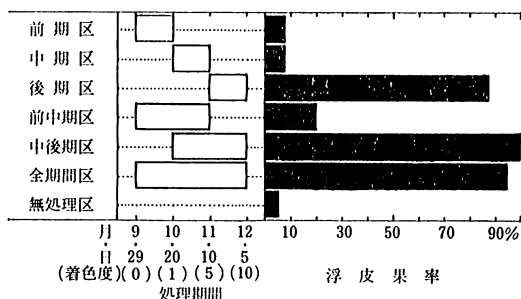 前期区
中期区
後期区
前中期区
中後期区
全期間区
無処理区
月・日 9・29 10・20 11・10 12・5
(着色度) (0) (1) (5) (10)
処理期間
10 30 50 70 90%
浮皮果率